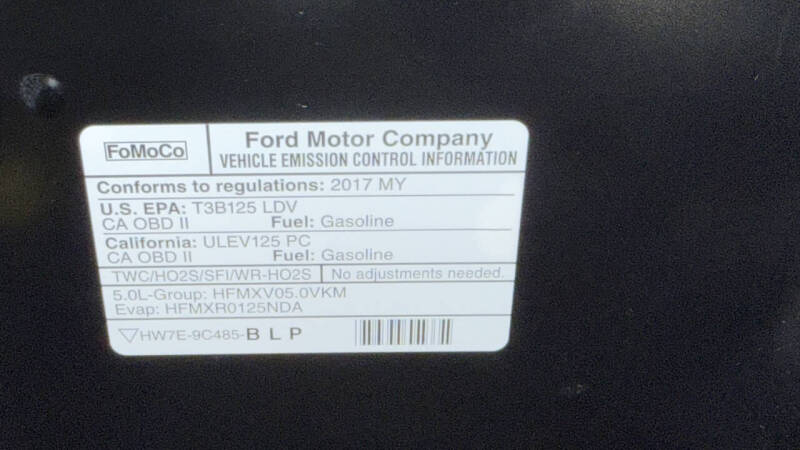 FoMoCo
Ford Motor Company
VEHICLE EMISSION CONTROL INFORMATION
Conforms to regulations: 2017 MY
U.S. EPA: T3B125 LDV
CA OBD II Fuel: Gasoline
California: ULEV125 PC
CA OBD II Fuel: Gasoline
TWC/HO2S/SFI/WR-HO2S No adjustments needed.
5.0L-Group: HFMXV05.0VKM
Evap: HFMXR0125NDA
HW7E-9C485-B L P